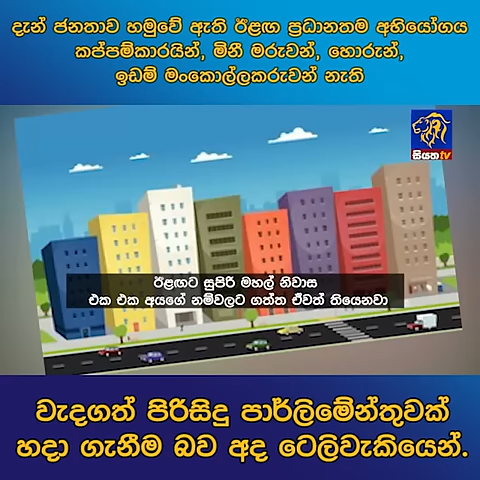 දැන් ජනතාව හමුවේ ඇති ඊළඟ ප්‍රධානතම අභියෝගය
කප්පම්කාරයින්, මිනී මරුවන්, හොරුන්,
ඉඩම් මංකොල්ලකරුවන් නැති
සියත tv
ඊළඟට සුපිරි මහල් නිවාස
එක එක අයගේ නම්වලට ගත්ත ඒවත් තියෙනවා
වැදගත් පිරිසිදු පාර්ලිමේන්තුවක්
හදා ගැනීම බව අද ටෙලිවැකියෙන්.